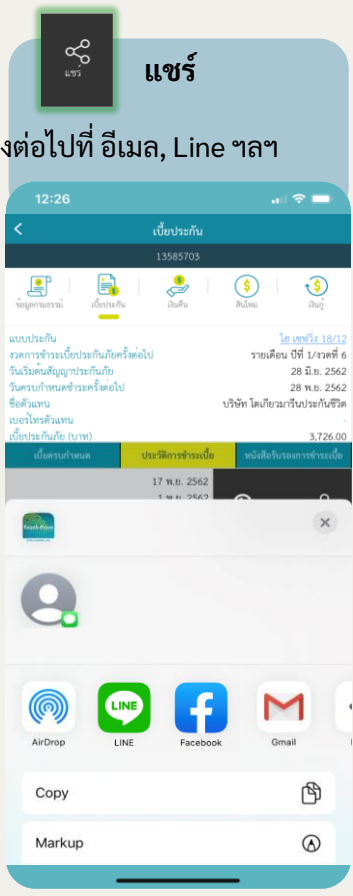 แชร์
แชร์
งต่อไปที่ อีเมล, Line ฯลฯ
12:26
เบี้ยประกัน
13585703
ข้อมูลกรมธรรม์ เบี้ยประกัน เงินคืน สินไหม เงินกู้
แบบประกัน ไฮ เซฟวิ่ง 18/12
งวดการชำระเบี้ยประกันภัยครั้งต่อไป รายเดือน ปีที่ 1/งวดที่ 6
วันเริ่มต้นสัญญาประกันภัย 28 มิ.ย. 2562
วันครบกำหนดชำระครั้งต่อไป 28 พ.ย. 2562
ชื่อตัวแทน บริษัท โตเกียวมารีนประกันชีวิต
เบอร์โทรตัวแทน -
เบี้ยประกันภัย (บาท) 3,726.00
เบี้ยครบกำหนด ประวัติการชำระเบี้ย หนังสือรับรองการชำระเบี้ย
17 พ.ย. 2562
1 พ.ย. 2562
AirDrop LINE Facebook Gmail
Copy
Markup